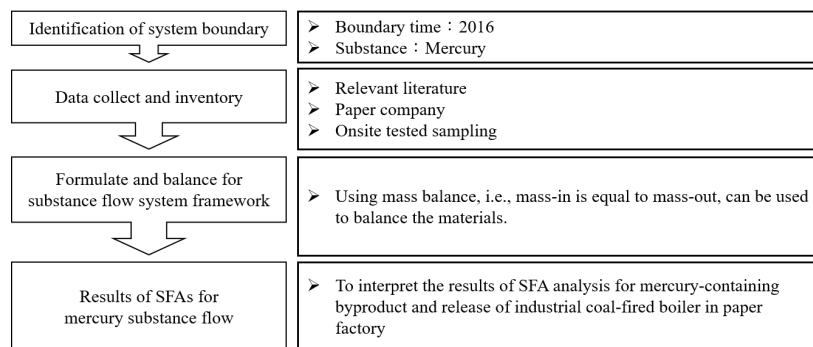 Identification of system boundary
➢ Boundary time：2016
➢ Substance：Mercury
Data collect and inventory
➢ Relevant literature
➢ Paper company
➢ Onsite tested sampling
Formulate and balance for
substance flow system framework
➢ Using mass balance, i.e., mass-in is equal to mass-out, can be used
to balance the materials.
Results of SFAs for
mercury substance flow
➢ To interpret the results of SFA analysis for mercury-containing
byproduct and release of industrial coal-fired boiler in paper
factory